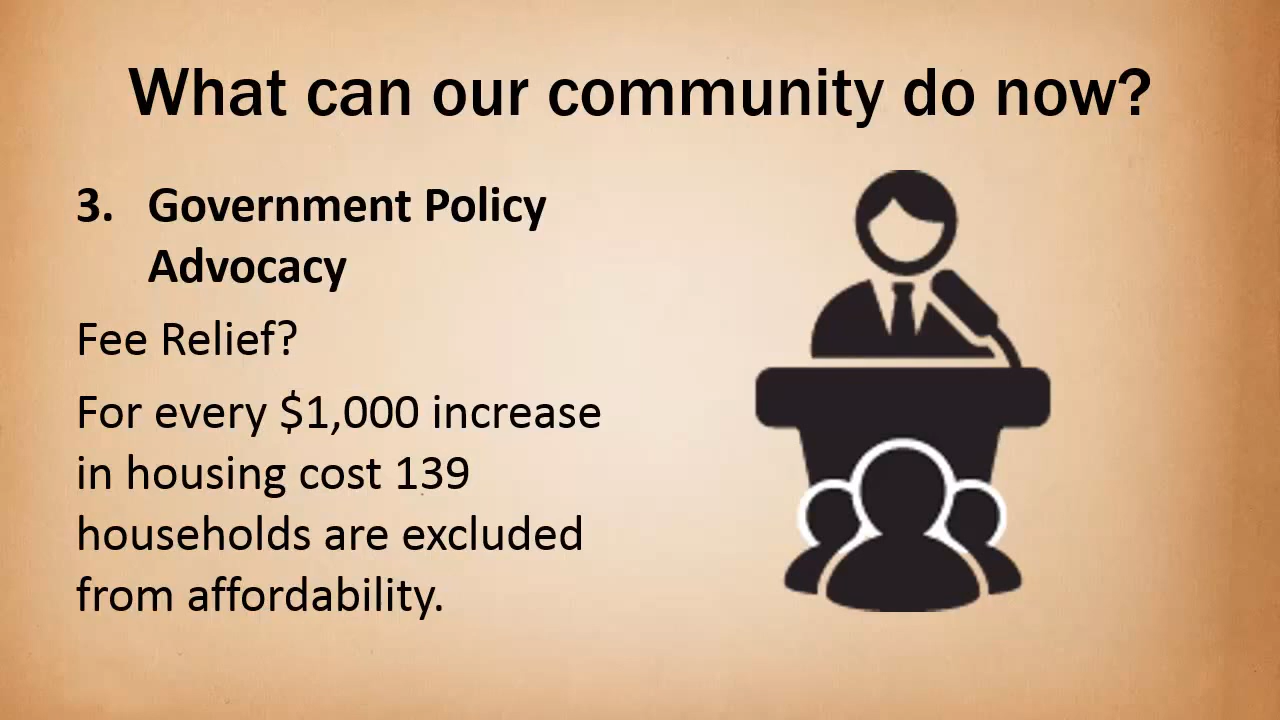 What can our community do now?
3. Government Policy
Advocacy
Fee Relief?
For every $1,000 increase
in housing cost 139
households are excluded
from affordability.